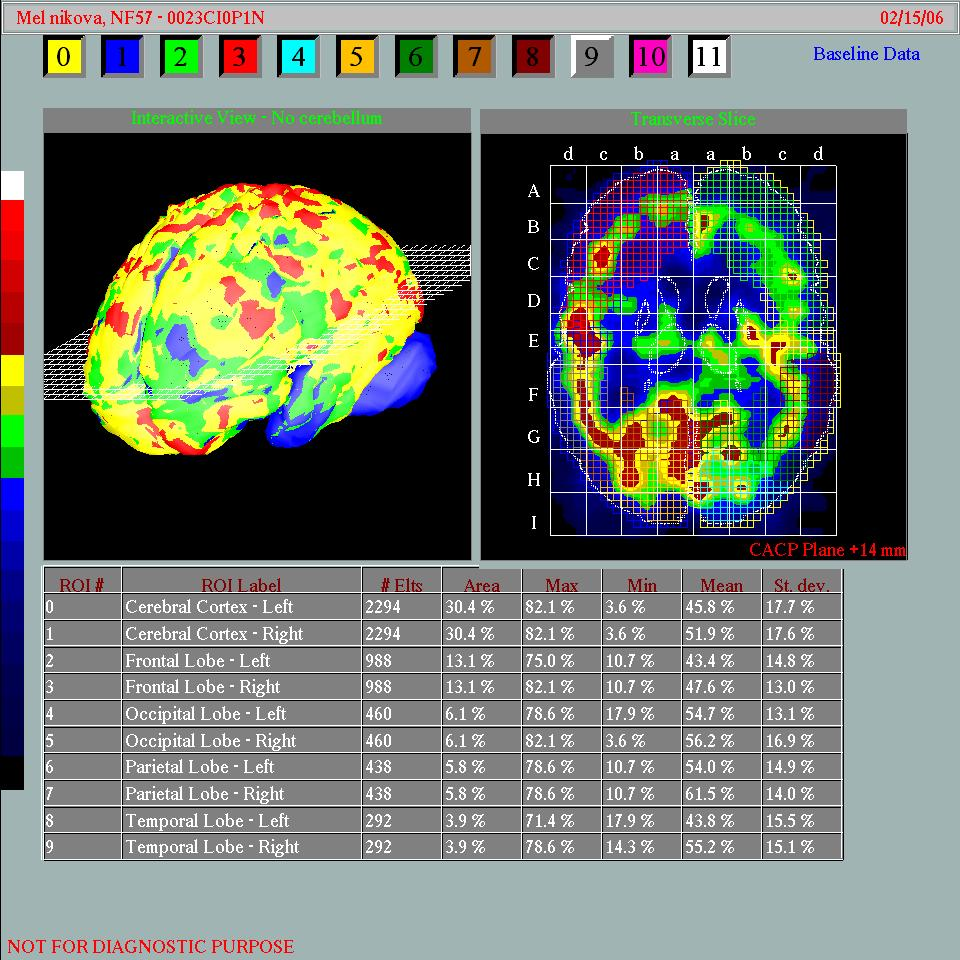 Mel nikova, NF57 - 0023CI0P1N 02/15/06
0 1 2 3 4 5 6 7 8 9 10 11 Baseline Data
Interactive View - No cerebellum
Transverse Slice
d c b a a b c d
A
B
C
D
E
F
G
H
I
CACP Plane +14 mm
ROI # ROI Label # Elts Area Max Min Mean St. dev.
0 Cerebral Cortex - Left 2294 30.4 % 82.1 % 3.6 % 45.8 % 17.7 %
1 Cerebral Cortex - Right 2294 30.4 % 82.1 % 3.6 % 51.9 % 17.6 %
2 Frontal Lobe - Left 988 13.1 % 75.0 % 10.7 % 43.4 % 14.8 %
3 Frontal Lobe - Right 988 13.1 % 82.1 % 10.7 % 47.6 % 13.0 %
4 Occipital Lobe - Left 460 6.1 % 78.6 % 17.9 % 54.7 % 13.1 %
5 Occipital Lobe - Right 460 6.1 % 82.1 % 3.6 % 56.2 % 16.9 %
6 Parietal Lobe - Left 438 5.8 % 78.6 % 10.7 % 54.0 % 14.9 %
7 Parietal Lobe - Right 438 5.8 % 78.6 % 10.7 % 61.5 % 14.0 %
8 Temporal Lobe - Left 292 3.9 % 71.4 % 17.9 % 43.8 % 15.5 %
9 Temporal Lobe - Right 292 3.9 % 78.6 % 14.3 % 55.2 % 15.1 %
NOT FOR DIAGNOSTIC PURPOSE